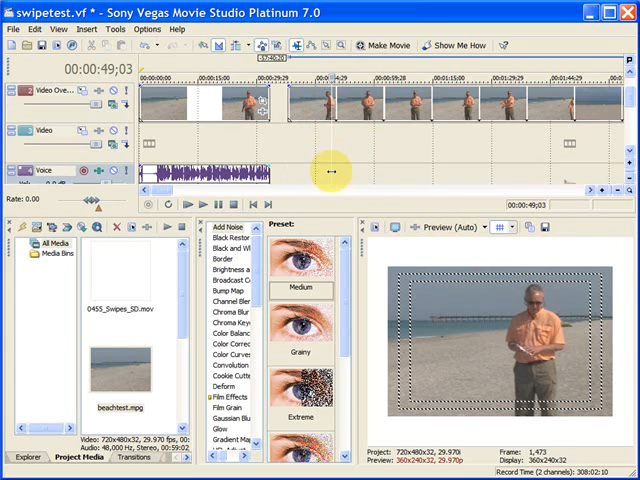 swipetest.vf * - Sony Vegas Movie Studio Platinum 7.0
File Edit View Insert Tools Options Help
Make Movie Show Me How
00:00:49;03
00:00:00:00 00:00:15:00 00:00:29:29 00:01:15:00 00:01:29:29 00:01:44:29
2 Video Ove...
3 Video
4 Voice
Rate: 0.00
00:00:49;03
All Media
Media Bins
0455_Swipes_SD.mov
beachtest.mpg
Video: 720x480x32, 29.970 fps, 00:
Audio: 48,000 Hz, Stereo, 00:59:02
Explorer Project Media Transitions
Add Noise
Black Restor
Black and W
Border
Brightness a
Broadcast C
Bump Map
Channel Blen
Chroma Blur
Chroma Key
Color Balanc
Color Correc
Color Curves
Convolution
Cookie Cutte
Deform
Film Effects
Film Grain
Gaussian Blu
Glow
Gradient Ma
Preset:
Medium
Grainy
Extreme
Preview (Auto)
Project: 720x480x32, 29.970i
Preview: 360x240x32, 29.970p
Frame: 1,473
Display: 360x240x32
Record Time (2 channels): 308:02:10